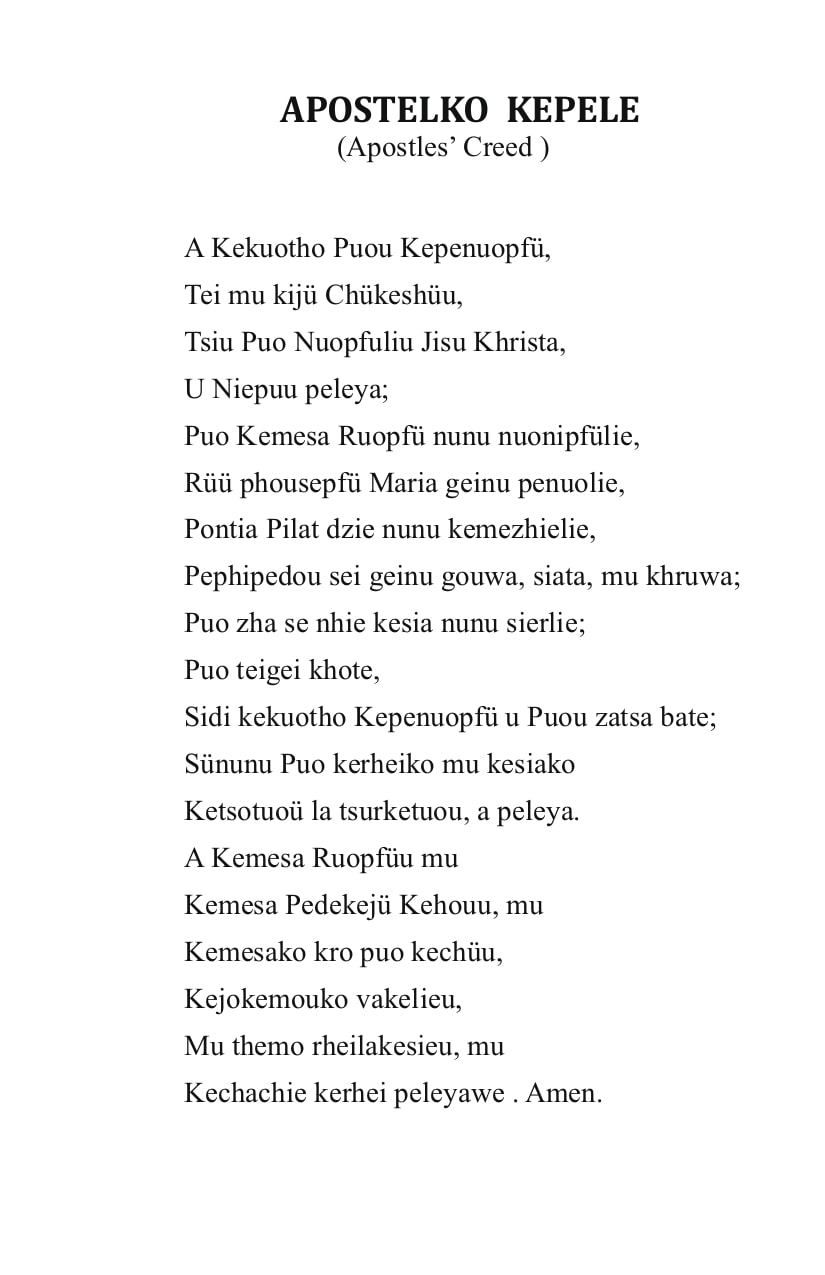 APOSTELKO KEPELE
(Apostles’ Creed )
A Kekuotho Puou Kepenuopfü,
Tei mu kijü Chükeshüu,
Tsiu Puo Nuopfuliu Jisu Khrista,
U Niepuu peleya;
Puo Kemesa Ruopfü nunu nuonipfülie,
Rüü phousepfü Maria geinu penuolie,
Pontia Pilat dzie nunu kemezhielie,
Pephipedou sei geinu gouwa, siata, mu khruwa;
Puo zha se nhie kesia nunu sierlie;
Puo teigei khote,
Sidi kekuotho Kepenuopfü u Puou zatsa bate;
Sünunu Puo kerheiko mu kesiako
Ketsotuoü la tsurketuou, a peleya.
A Kemesa Ruopfüu mu
Kemesa Pedekejü Kehouu, mu
Kemesako kro puo kechüu,
Kejokemouko vakelieu,
Mu themo rheilakesieu, mu
Kechachie kerhei peleyawe . Amen.